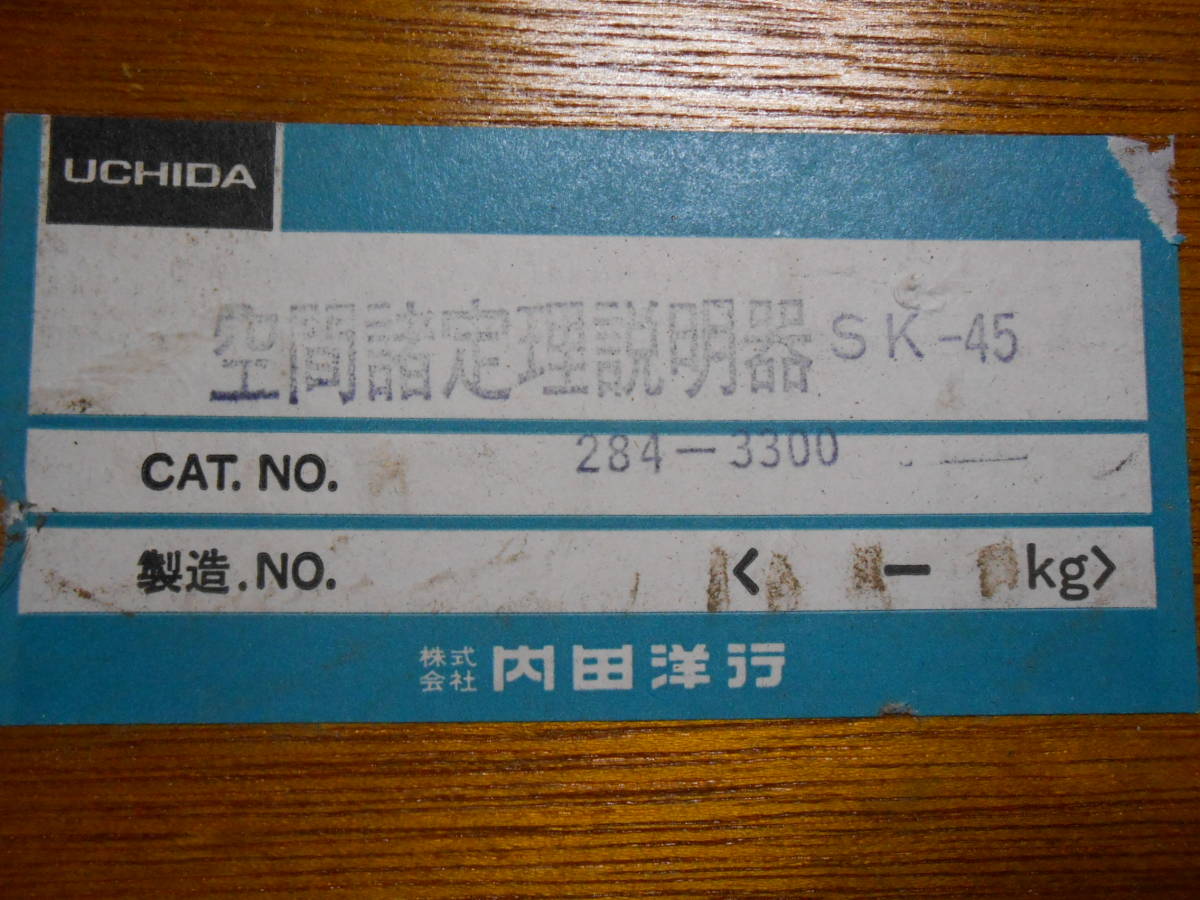 UCHIDA
空間諸定理説明器 SK-45
CAT. NO. 284-3300
製造.NO. < - kg>
株式会社 内田洋行